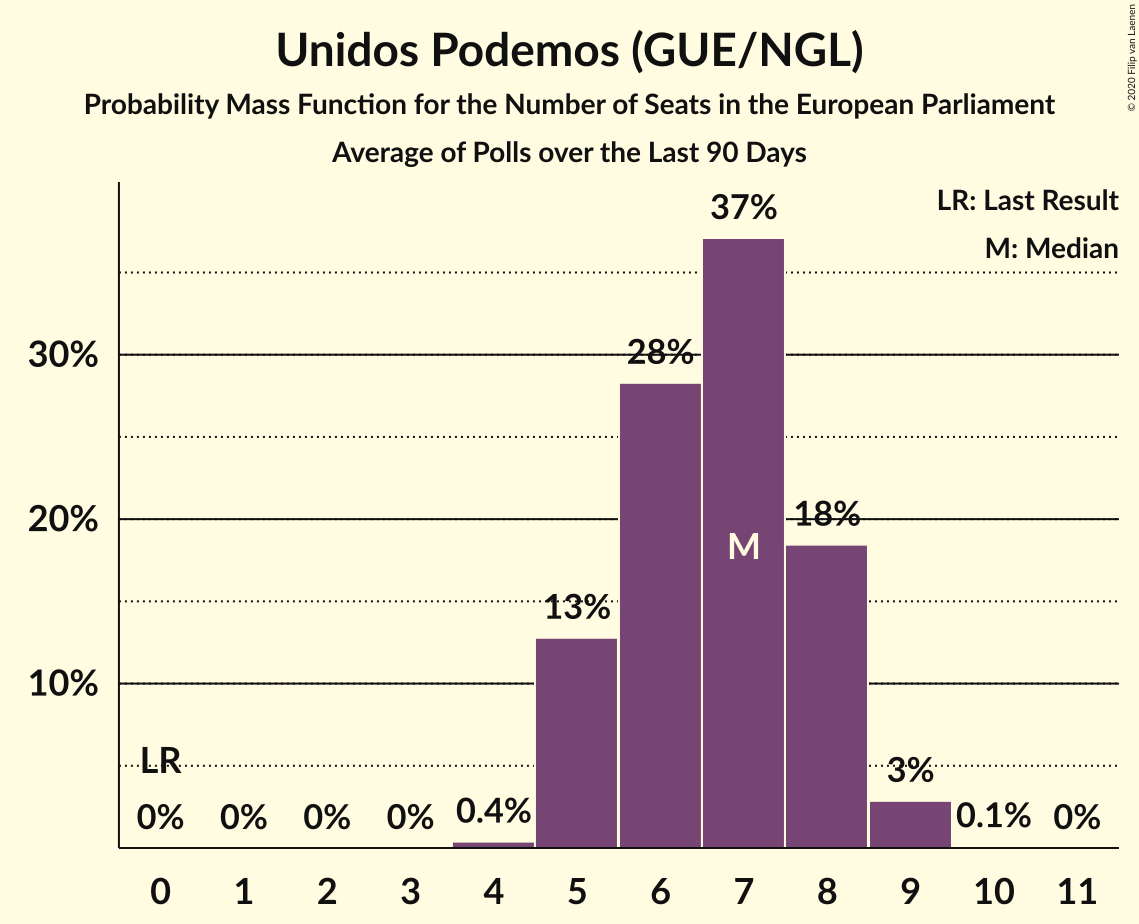 Unidos Podemos (GUE/NGL)
Probability Mass Function for the Number of Seats in the European Parliament
Average of Polls over the Last 90 Days
© 2020 Filip van Laenen
LR: Last Result
M: Median
37%
30%
28%
20%
18%
M
13%
10%
LR
3%
0% 0% 0% 0% 0.4% 0.1% 0%
0 1 2 3 4 5 6 7 8 9 10 11